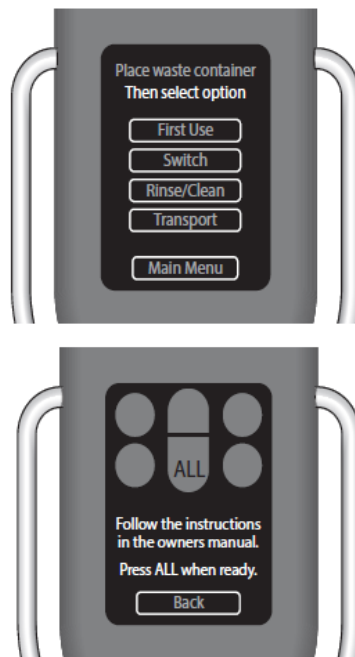 Place waste container
Then select option
First Use
Switch
Rinse/Clean
Transport
Main Menu
ALL
Follow the instructions
in the owners manual.
Press ALL when ready.
Back